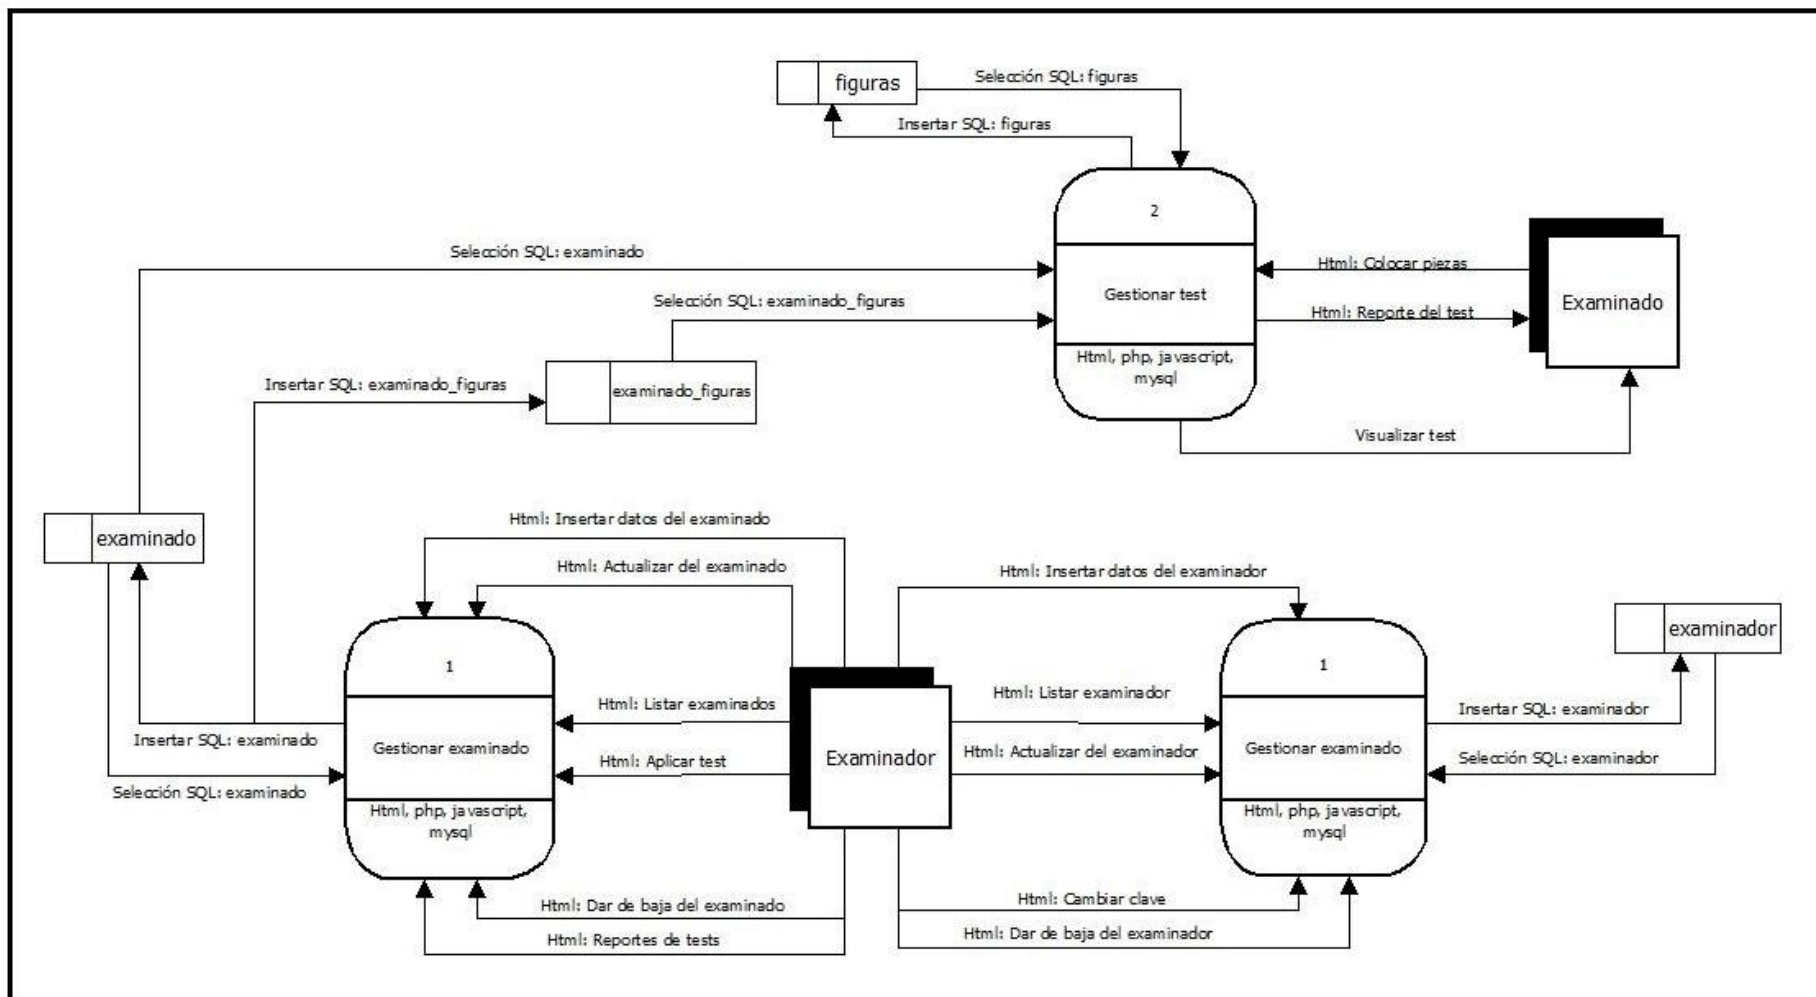 figuras
Selección SQL: figuras
Insertar SQL: figuras
2
Selección SQL: examinado
Html: Colocar piezas
Selección SQL: examinado_figuras
Gestionar test
Examinado
Html: Reporte del test
Html, php, javascript,
mysql
Insertar SQL: examinado_figuras
examinado_figuras
Visualizar test
examinado
Html: Insertar datos del examinado
Html: Actualizar del examinado
Html: Insertar datos del examinador
examinador
1
1
Html: Listar examinados
Html: Listar examinador
Insertar SQL: examinador
Insertar SQL: examinado
Gestionar examinado
Html: Aplicar test
Examinador
Html: Actualizar del examinador
Gestionar examinado
Selección SQL: examinador
Selección SQL: examinado
Html, php, javascript,
mysql
Html, php, javascript,
mysql
Html: Dar de baja del examinado
Html: Cambiar clave
Html: Reportes de tests
Html: Dar de baja del examinador